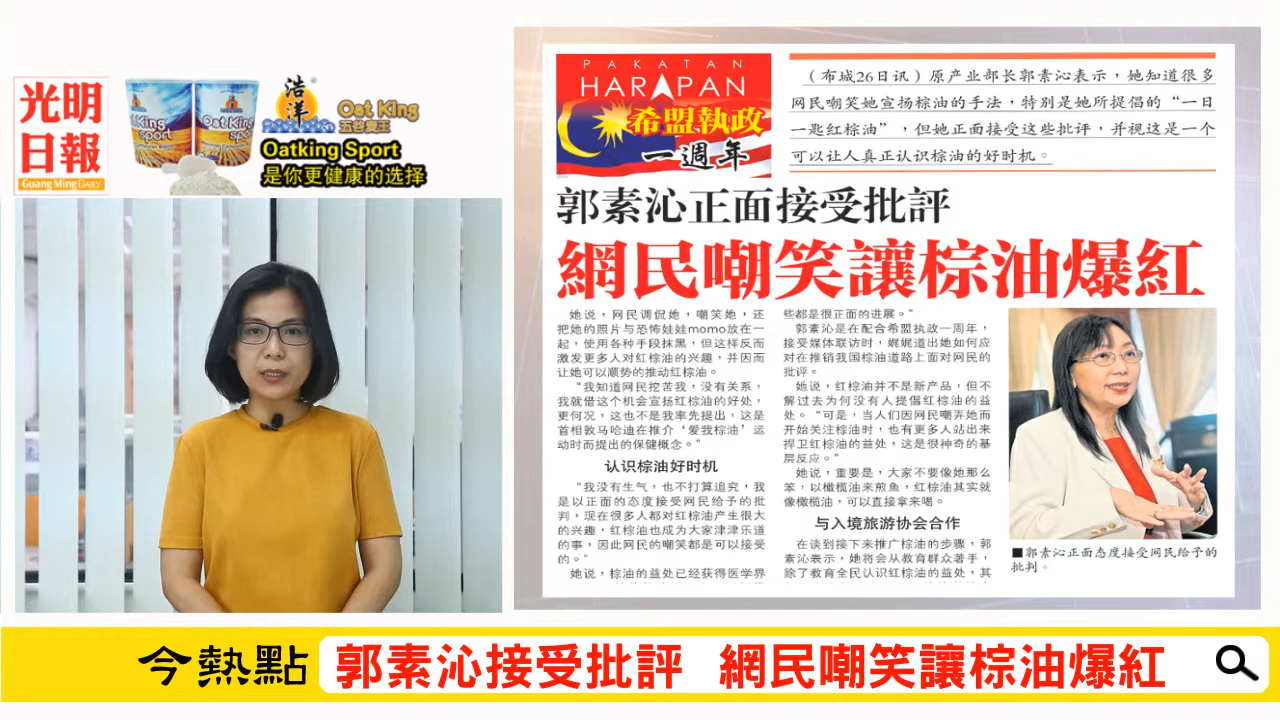 光明
日報
Guang Ming DAILY
King
sport
Oat King
spo
浩洋
Oat King
五谷麦王
Oatking Sport
是你更健康的选择
PAKATAN
HARAPAN
希盟執政
一週年
（布城26日讯）原产业部长郭素沁表示，她知道很多
网民嘲笑她宣扬棕油的手法，特别是她所提倡的“一日
一匙红棕油”，但她正面接受这些批评，并视这是一个
可以让人真正认识棕油的好时机。
郭素沁正面接受批評
網民嘲笑讓棕油爆紅
她说，网民调侃她，嘲笑她，还
把她的照片与恐怖娃娃momo放在一
起，使用各种手段抹黑，但这样反而
激发更多人对红棕油的兴趣，并因而
让她可以顺势的推动红棕油。
“我知道网民挖苦我，没有关系，
我就借这个机会宣扬红棕油的好处，
更何况，这也不是我率先提出，这是
首相敦马哈迪在推介‘爱我棕油’运
动时而提出的保健概念。”
认识棕油好时机
“我没有生气，也不打算追究，我
是以正面的态度接受网民给予的批
判，现在很多人都对红棕油产生很大
的兴趣，红棕油也成为大家津津乐道
的事，因此网民的嘲笑都是可以接受
的。”
她说，棕油的益处已经获得医学界
些都是很正面的进展。”
郭素沁是在配合希盟执政一周年，
接受媒体联访时，娓娓道出她如何应
对在推销我国棕油道路上面对网民的
批评。
她说，红棕油并不是新产品，但不
解过去为何没有人提倡红棕油的益
处。“可是，当人们因网民嘲弄她而
开始关注棕油时，也有更多人站出来
捍卫红棕油的益处，这是很神奇的基
层反应。”
她说，重要是，大家不要像她那么
笨，以橄榄油来煎鱼，红棕油其实就
像橄榄油，可以直接拿来喝。
与入境旅游协会合作
在谈到接下来推广棕油的步骤，郭
素沁表示，她将会从教育群众著手，
除了教育全民认识红棕油的益处，其
■郭素沁正面态度接受网民给予的
批判。
今熱點
郭素沁接受批評 網民嘲笑讓棕油爆紅